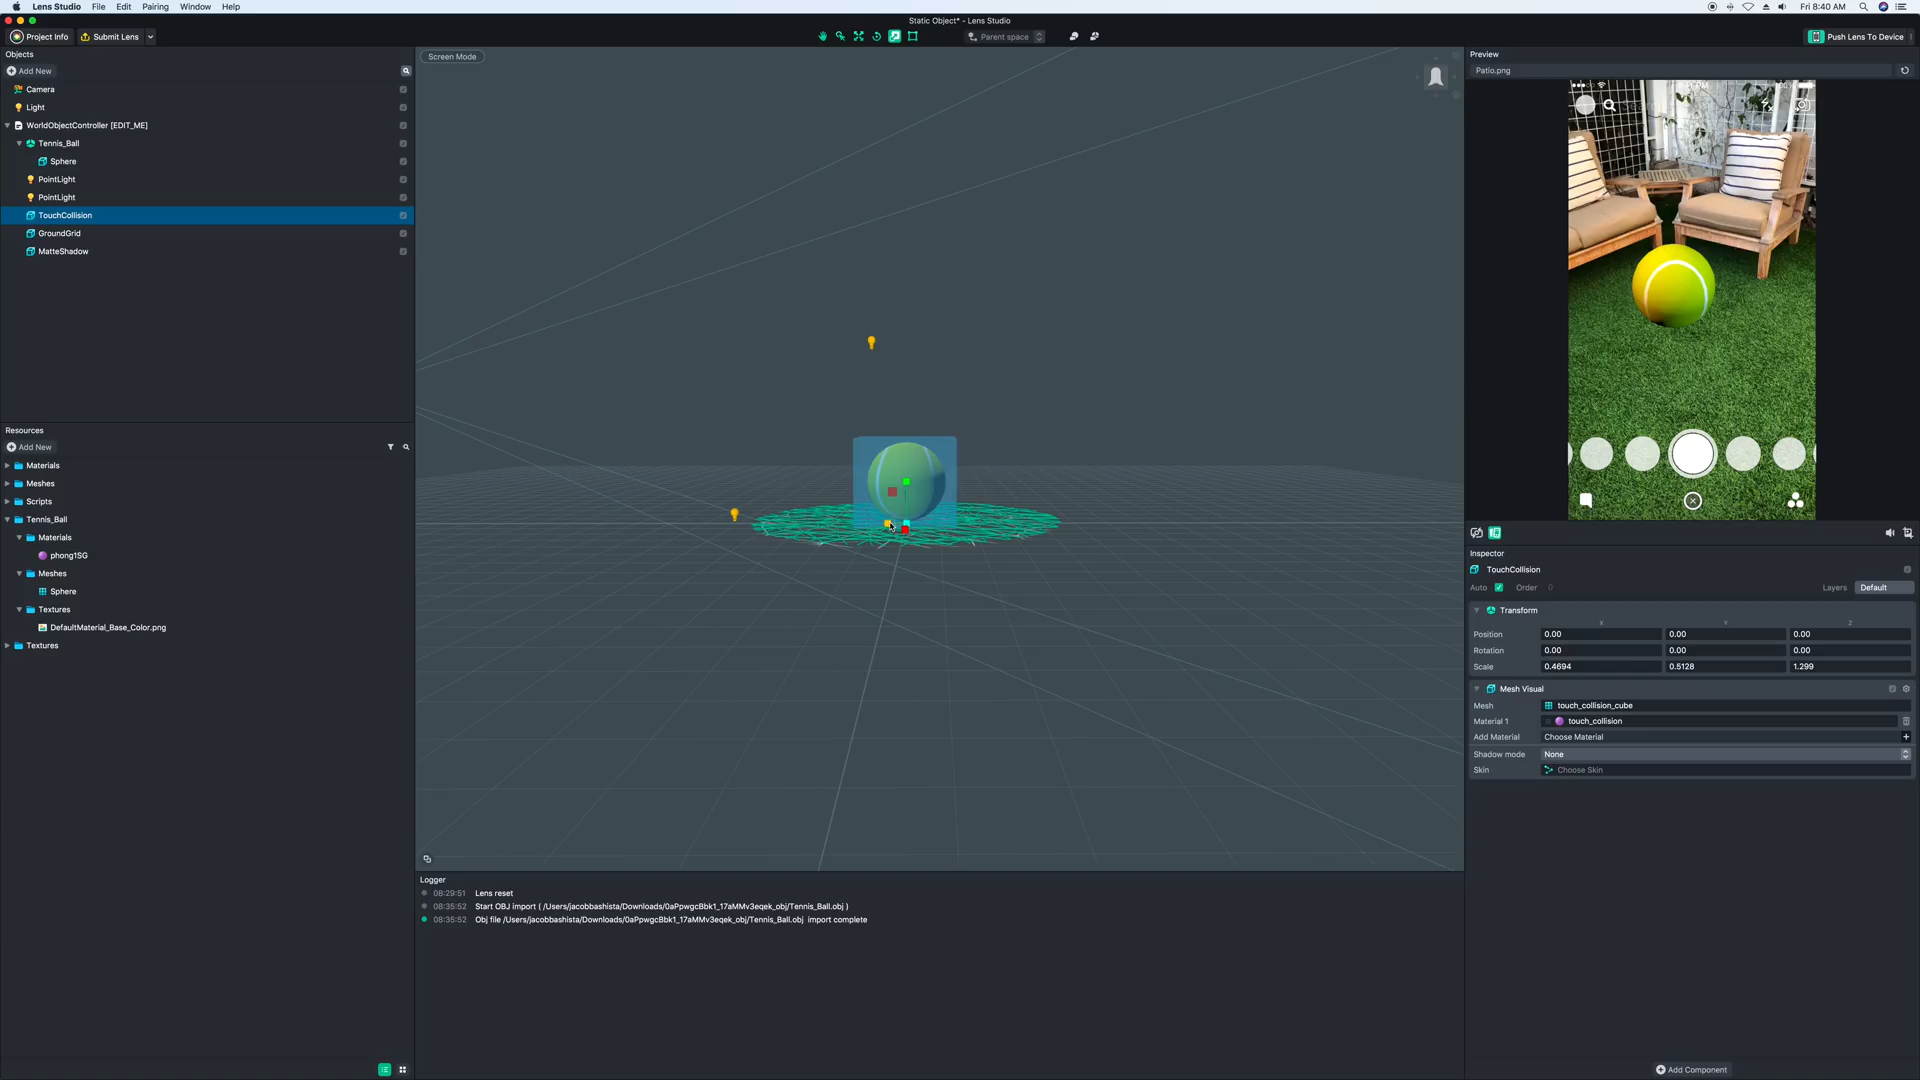 Lens Studio File Edit Pairing Window Help
Fri 8:40 AM
Static Object* - Lens Studio
Project Info
Submit Lens
Parent space
Push Lens To Device
Objects
Add New
Camera
Light
WorldObjectController [EDIT_ME]
Tennis_Ball
Sphere
PointLight
PointLight
TouchCollision
GroundGrid
MatteShadow
Resources
Add New
Materials
Meshes
Scripts
Tennis_Ball
Materials
phong1SG
Meshes
Sphere
Textures
DefaultMaterial_Base_Color.png
Textures
Screen Mode
Logger
08:29:51 Lens reset
08:35:52 Start OBJ import ( /Users/jacobbashista/Downloads/0aPpwgcBbk1_17aMMv3eqek_obj/Tennis_Ball.obj )
08:35:52 Obj file /Users/jacobbashista/Downloads/0aPpwgcBbk1_17aMMv3eqek_obj/Tennis_Ball.obj import complete
Preview
Patio.png
Inspector
TouchCollision
Auto Order 0 Layers Default
Transform
X Y Z
Position 0.00 0.00 0.00
Rotation 0.00 0.00 0.00
Scale 0.4694 0.5128 1.299
Mesh Visual
Mesh touch_collision_cube
Material 1 touch_collision
Add Material Choose Material +
Shadow mode None
Skin Choose Skin
Add Component